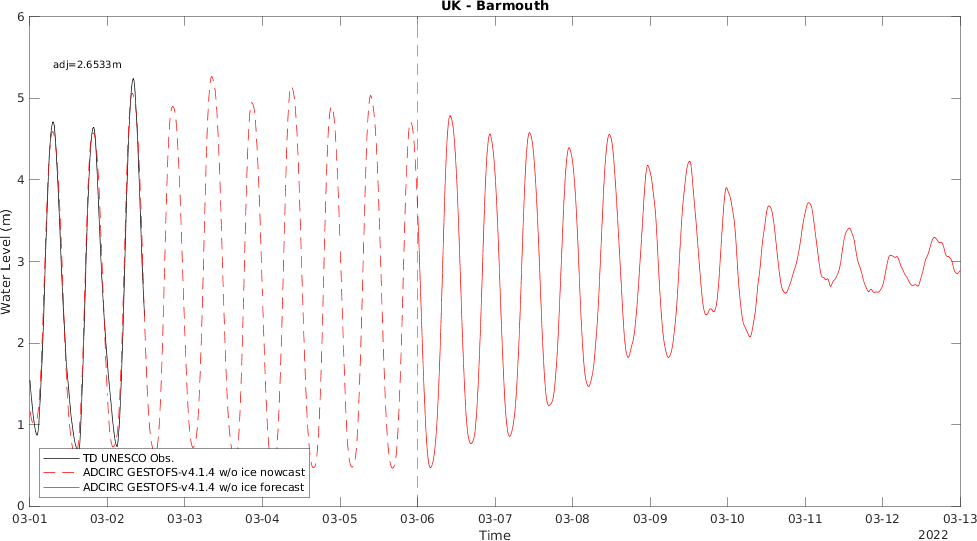 UK - Barmouth
6
adj=2.6533m
5
4
3
2
1
0
Water Level (m)
TD UNESCO Obs.
ADCIRC GESTOFS-v4.1.4 w/o ice nowcast
ADCIRC GESTOFS-v4.1.4 w/o ice forecast
03-01 03-02 03-03 03-04 03-05 03-06 03-07 03-08 03-09 03-10 03-11 03-12 03-13
Time
2022